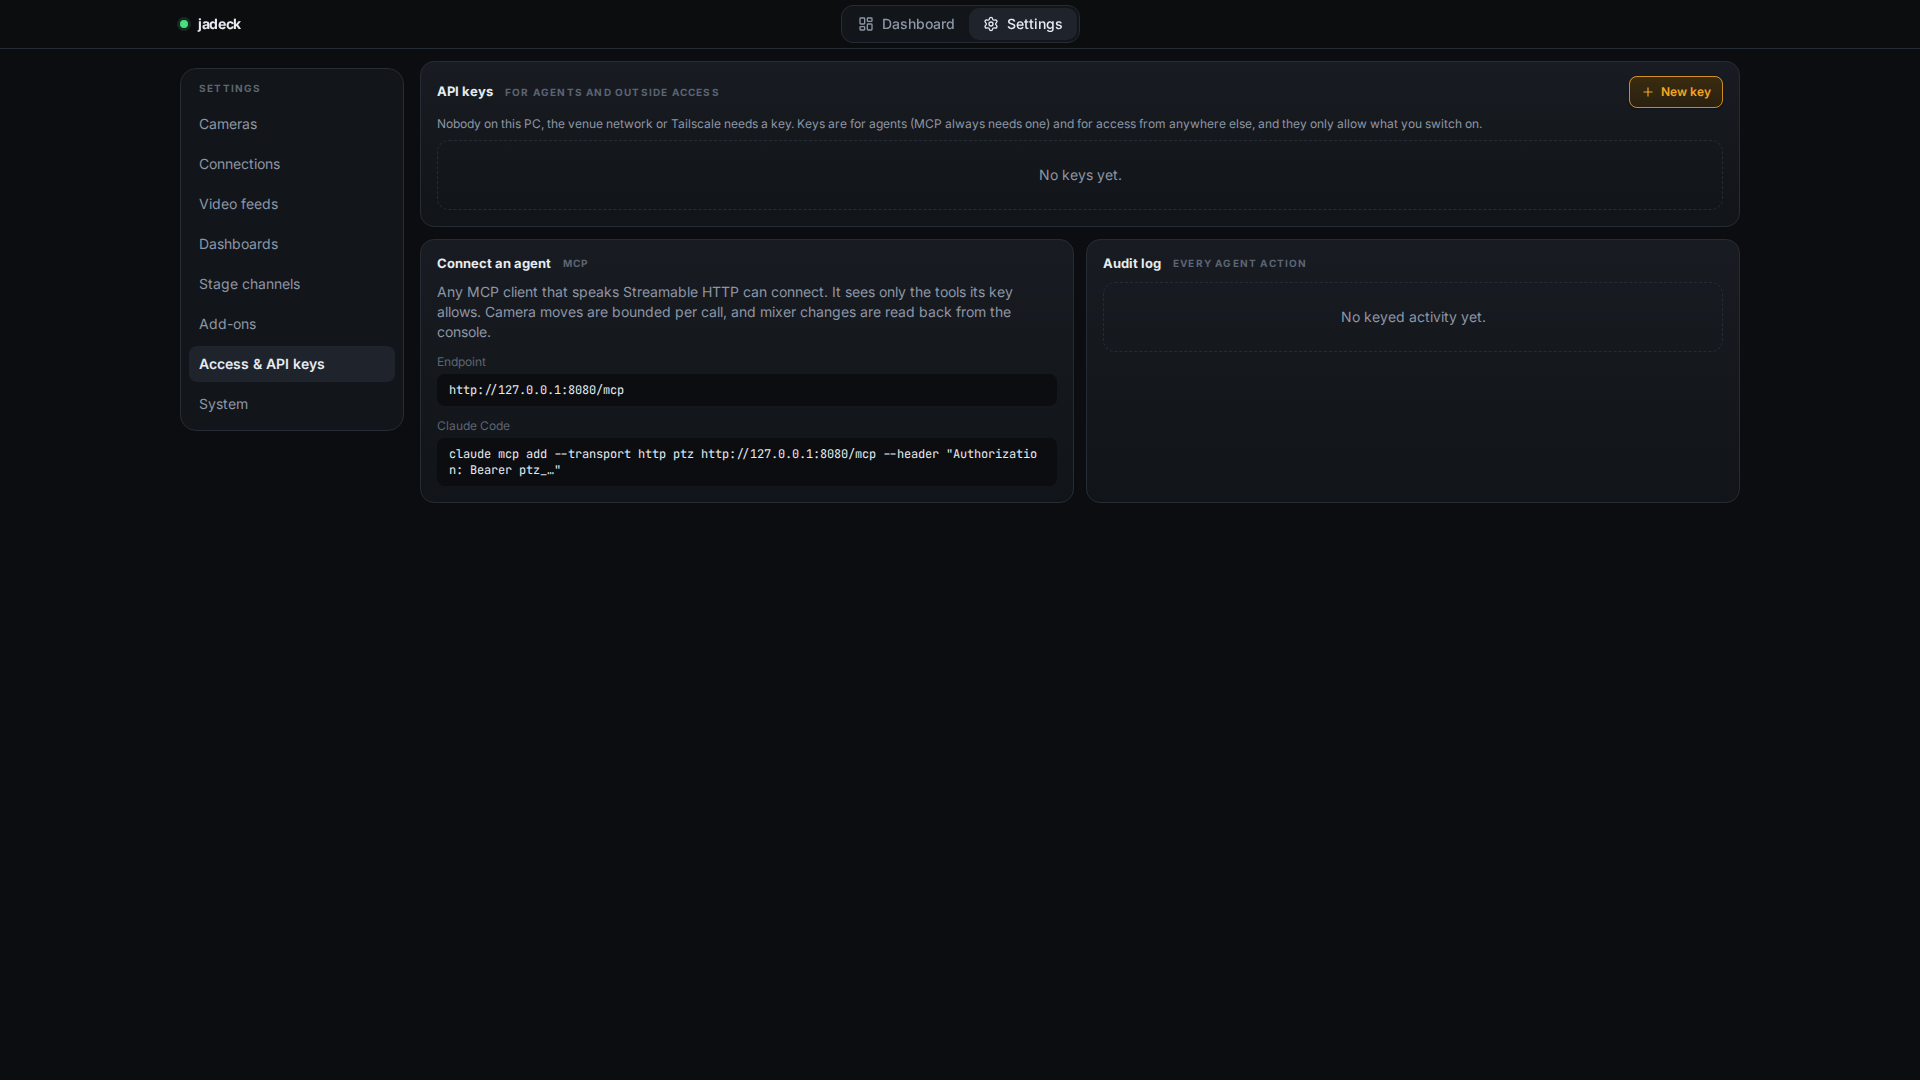 jadeck
Dashboard
Settings
SETTINGS
Cameras
Connections
Video feeds
Dashboards
Stage channels
Add-ons
Access & API keys
System
API keys FOR AGENTS AND OUTSIDE ACCESS
New key
Nobody on this PC, the venue network or Tailscale needs a key. Keys are for agents (MCP always needs one) and for access from anywhere else, and they only allow what you switch on.
No keys yet.
Connect an agent MCP
Any MCP client that speaks Streamable HTTP can connect. It sees only the tools its key
allows. Camera moves are bounded per call, and mixer changes are read back from the
console.
Endpoint
http://127.0.0.1:8080/mcp
Claude Code
claude mcp add --transport http ptz http://127.0.0.1:8080/mcp --header "Authorizatio
n: Bearer ptz_…"
Audit log EVERY AGENT ACTION
No keyed activity yet.